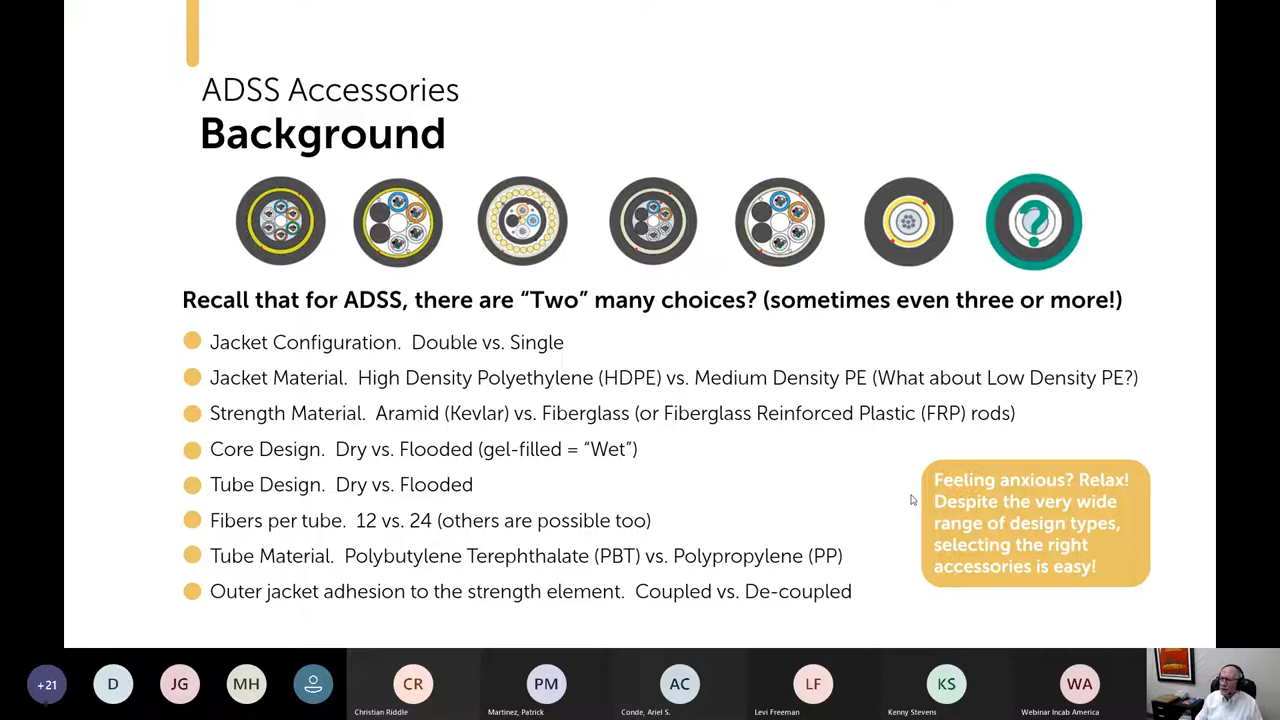 ADSS Accessories
Background
?
Recall that for ADSS, there are “Two” many choices? (sometimes even three or more!)
Jacket Configuration. Double vs. Single
Jacket Material. High Density Polyethylene (HDPE) vs. Medium Density PE (What about Low Density PE?)
Strength Material. Aramid (Kevlar) vs. Fiberglass (or Fiberglass Reinforced Plastic (FRP) rods)
Core Design. Dry vs. Flooded (gel-filled = “Wet”)
Tube Design. Dry vs. Flooded
Fibers per tube. 12 vs. 24 (others are possible too)
Tube Material. Polybutylene Terephthalate (PBT) vs. Polypropylene (PP)
Outer jacket adhesion to the strength element. Coupled vs. De-coupled
Feeling anxious? Relax!
Despite the very wide
range of design types,
selecting the right
accessories is easy!
+21
D
JG
MH
CR
PM
AC
LF
KS
WA
Christian Riddle
Martinez, Patrick
Conde, Ariel S.
Levi Freeman
Kenny Stevens
Webinar Incab America